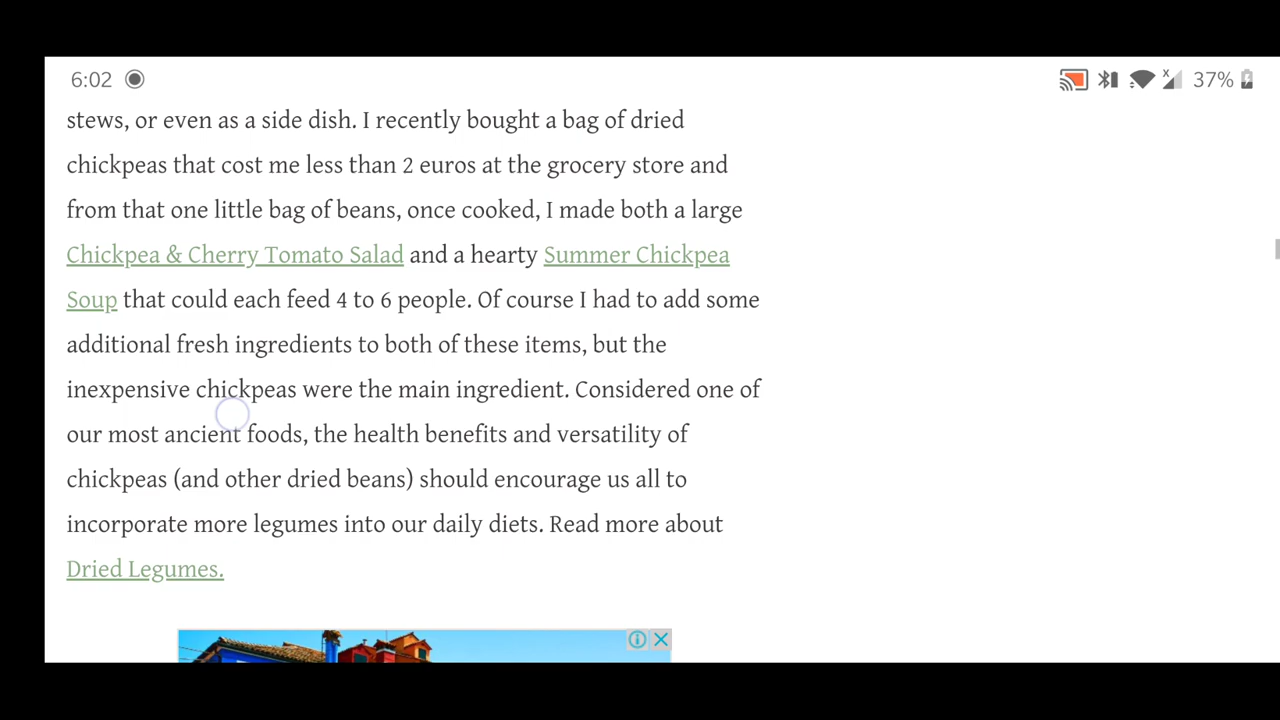 6:02
x 37%
stews, or even as a side dish. I recently bought a bag of dried
chickpeas that cost me less than 2 euros at the grocery store and
from that one little bag of beans, once cooked, I made both a large
Chickpea & Cherry Tomato Salad and a hearty Summer Chickpea
Soup that could each feed 4 to 6 people. Of course I had to add some
additional fresh ingredients to both of these items, but the
inexpensive chickpeas were the main ingredient. Considered one of
our most ancient foods, the health benefits and versatility of
chickpeas (and other dried beans) should encourage us all to
incorporate more legumes into our daily diets. Read more about
Dried Legumes.